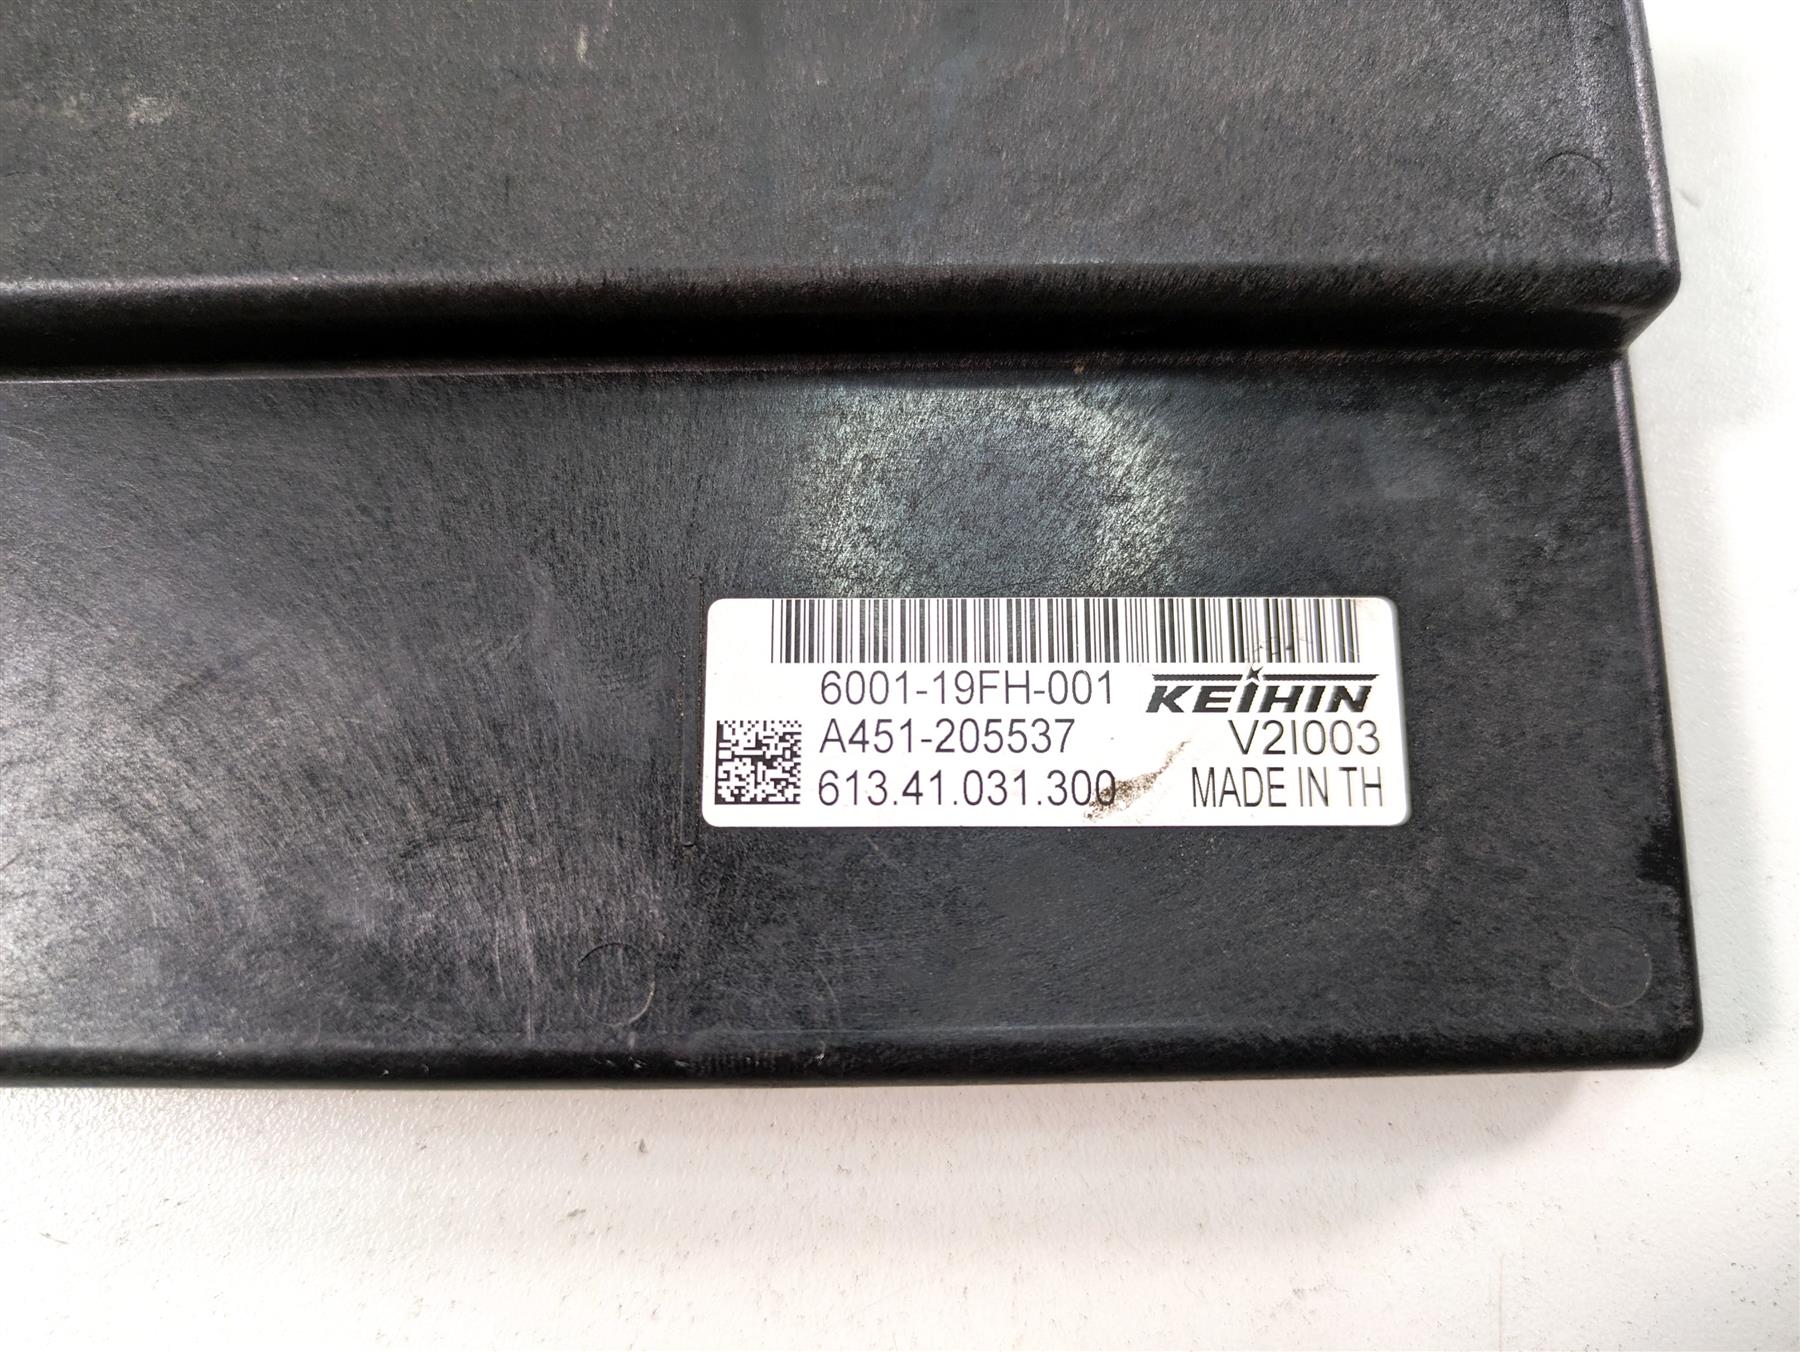 6001-19FH-001 KEIHIN
A451-205537 V2I003
613.41.031.300 MADE IN TH